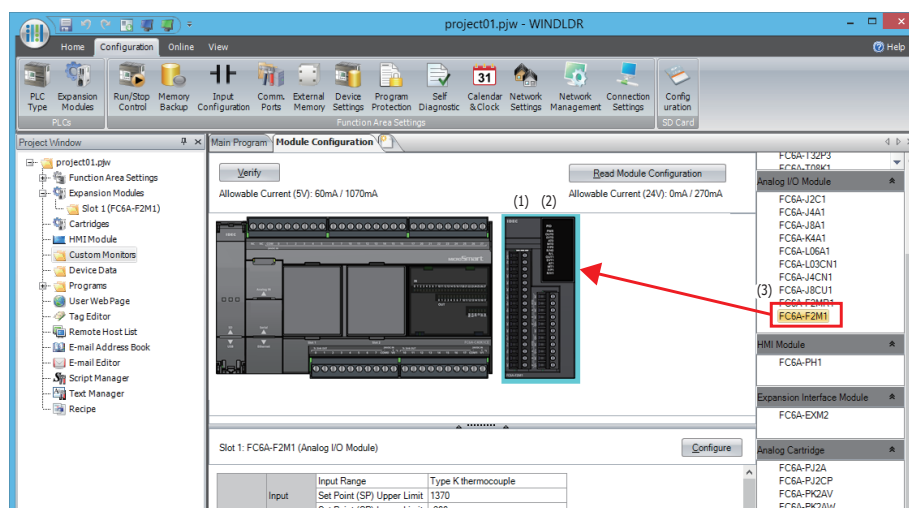 project01.pjw - WINDLDR
Home Configuration Online View Help
PLC Type
Expansion Modules
Run/Stop Control
Memory Backup
Input Configuration
Comm. Ports
External Memory
Device Settings
Program Protection
Self Diagnostic
Calendar & Clock
Network Settings
Network Management
Connection Settings
Config uration
PLCs
Function Area Settings
SD Card
Project Window
project01.pjw
Function Area Settings
Expansion Modules
Slot 1 (FC6A-F2M1)
Cartridges
HMI Module
Custom Monitors
Device Data
Programs
User Web Page
Tag Editor
Remote Host List
E-mail Address Book
E-mail Editor
Script Manager
Text Manager
Recipe
Main Program Module Configuration
Verify
Read Module Configuration
Allowable Current (5V): 60mA / 1070mA
Allowable Current (24V): 0mA / 270mA
(1) (2)
(3)
Slot 1: FC6A-F2M1 (Analog I/O Module)
Configure
Input
Input Range Type K thermocouple
Set Point (SP) Upper Limit 1370
FC6A-T32P3
Analog I/O Module
FC6A-J2C1
FC6A-J4A1
FC6A-J8A1
FC6A-K4A1
FC6A-L06A1
FC6A-L03CN1
FC6A-J4CN1
FC6A-J8CU1
FC6A-F2MR1
FC6A-F2M1
HMI Module
FC6A-PH1
Expansion Interface Module
FC6A-EXM2
Analog Cartridge
FC6A-PJ2A
FC6A-PJ2CP
FC6A-PK2AV
FC6A-PK2AW